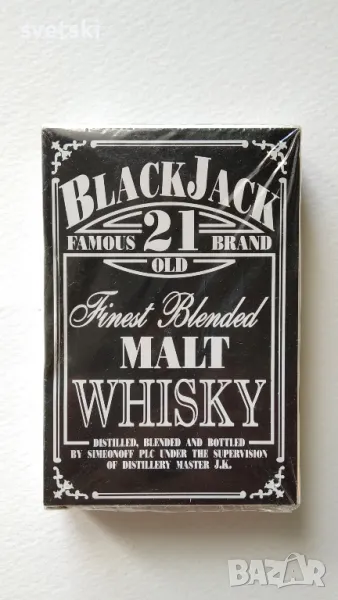 svetski
BLACKJACK
FAMOUS 21 BRAND
OLD
Finest Blended
MALT
WHISKY
DISTILLED, BLENDED AND BOTTLED
BY SIMEONOFF PLC UNDER THE SUPERVISION
OF DISTILLERY MASTER J.K.
BAZAR